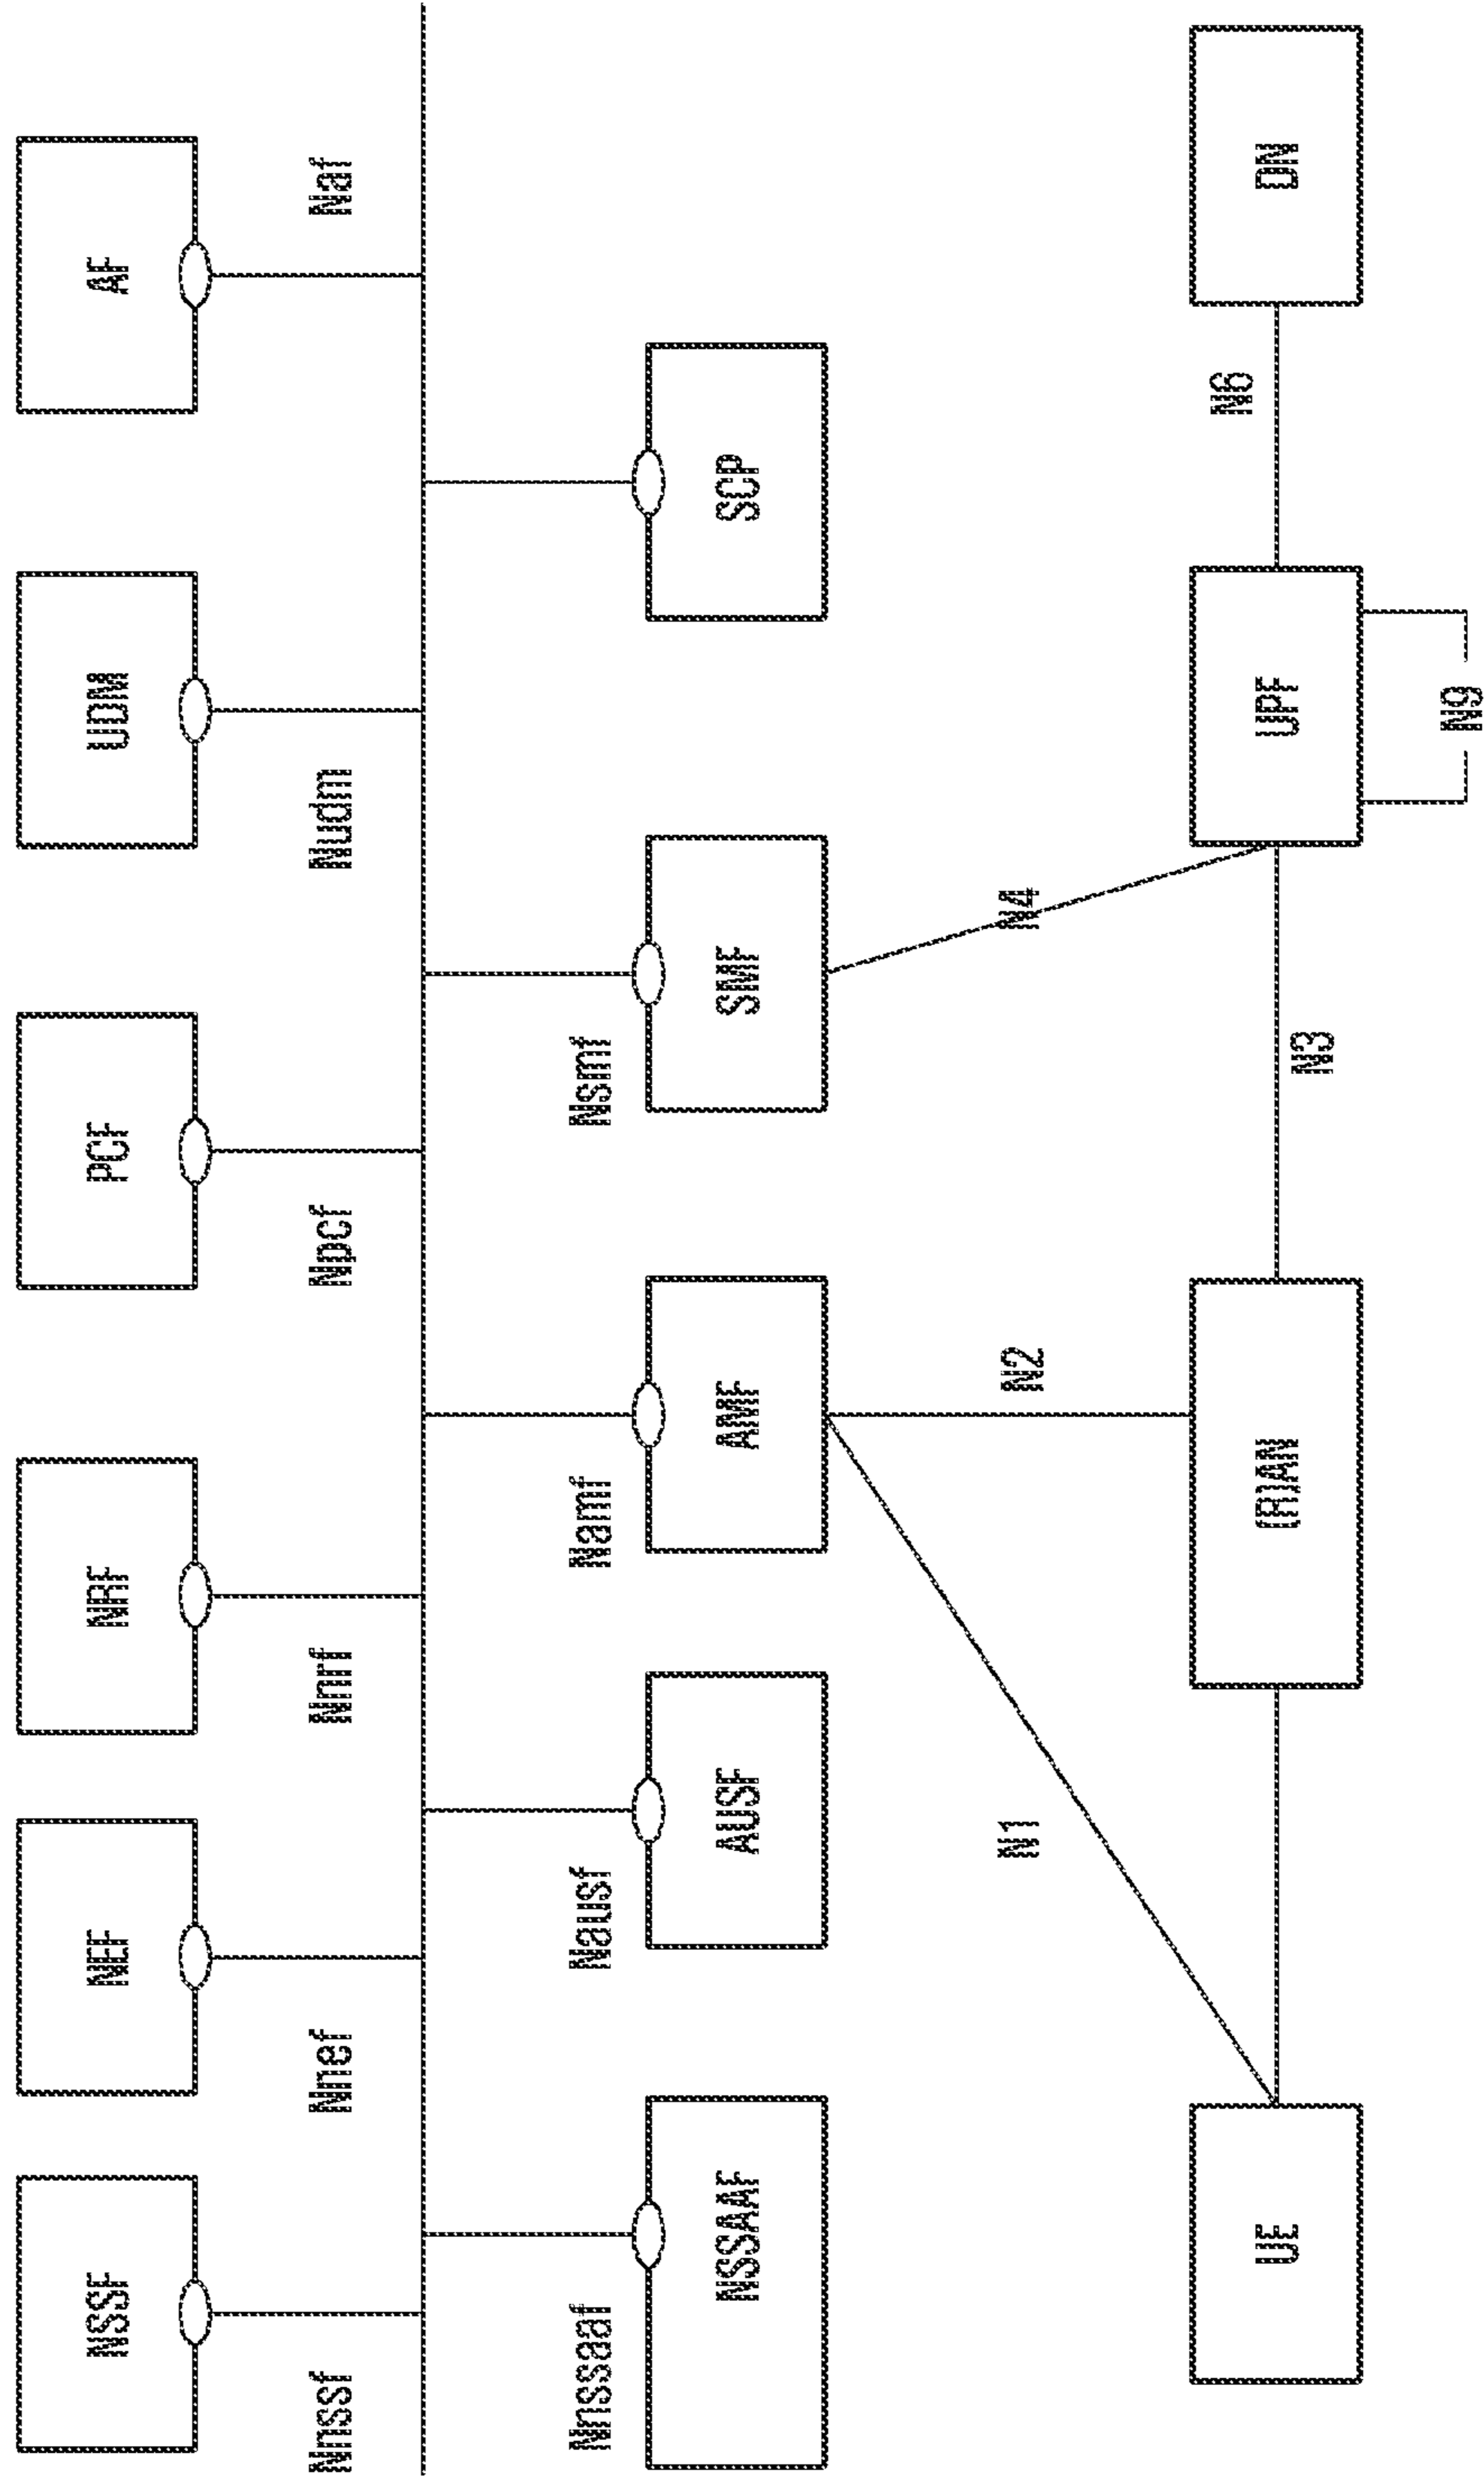 NSSF
NEF
NRF
PCF
UDM
AF
Nnssf
Nnef
Nnrf
Npcf
Nudm
Naf
Nnssaaf
Nausf
Namf
Nsmf
NSSAAF
AUSF
AMF
SMF
SCP
N1
N2
N4
UE
(R)AN
N3
UPF
N6
DN
N9